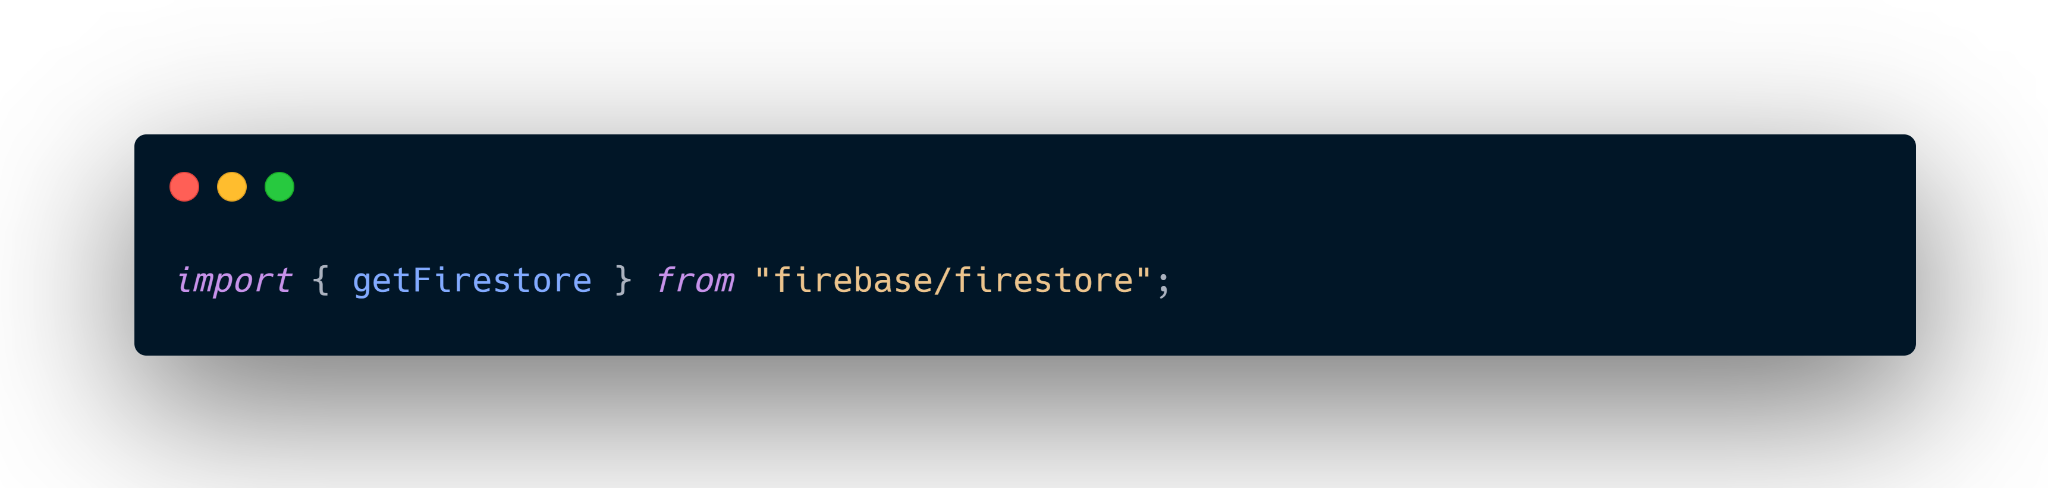 import { getFirestore } from "firebase/firestore";